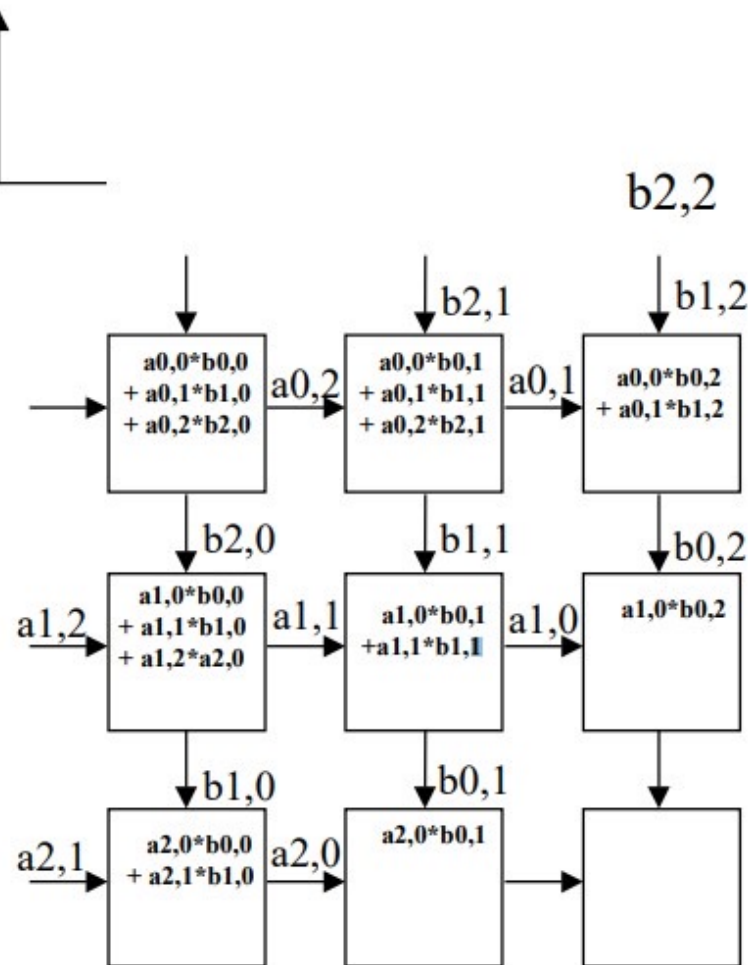 b2,2
b2,1
b1,2
a0,0*b0,0
+ a0,1*b1,0
+ a0,2*b2,0
a0,2
a0,0*b0,1
+ a0,1*b1,1
+ a0,2*b2,1
a0,1
a0,0*b0,2
+ a0,1*b1,2
b2,0
b1,1
b0,2
a1,2
a1,0*b0,0
+ a1,1*b1,0
+ a1,2*a2,0
a1,1
a1,0*b0,1
+a1,1*b1,1
a1,0
a1,0*b0,2
b1,0
b0,1
a2,1
a2,0*b0,0
+ a2,1*b1,0
a2,0
a2,0*b0,1